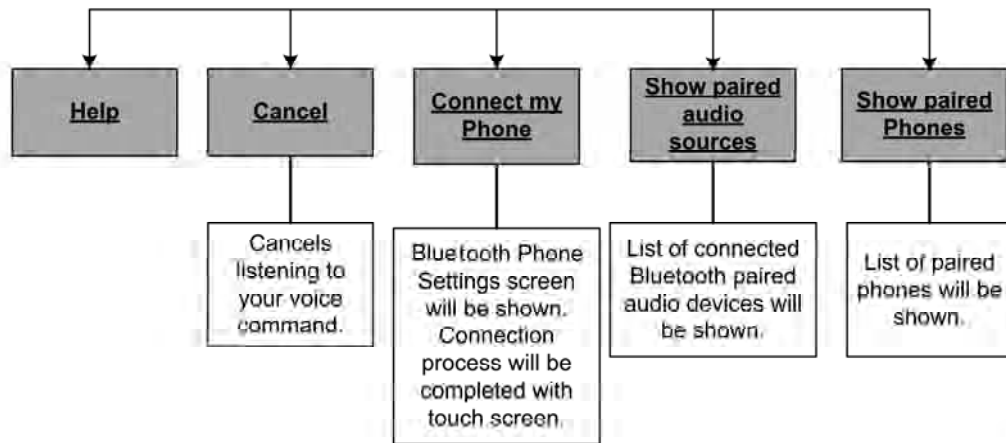 Help
Cancel
Connect my
Phone
Show paired
audio
sources
Show paired
Phones
Cancels
listening to
your voice
command.
Bluetooth Phone
Settings screen
will be shown.
Connection
process will be
completed with
touch screen.
List of connected
Bluetooth paired
audio devices will
be shown.
List of paired
phones will be
shown.